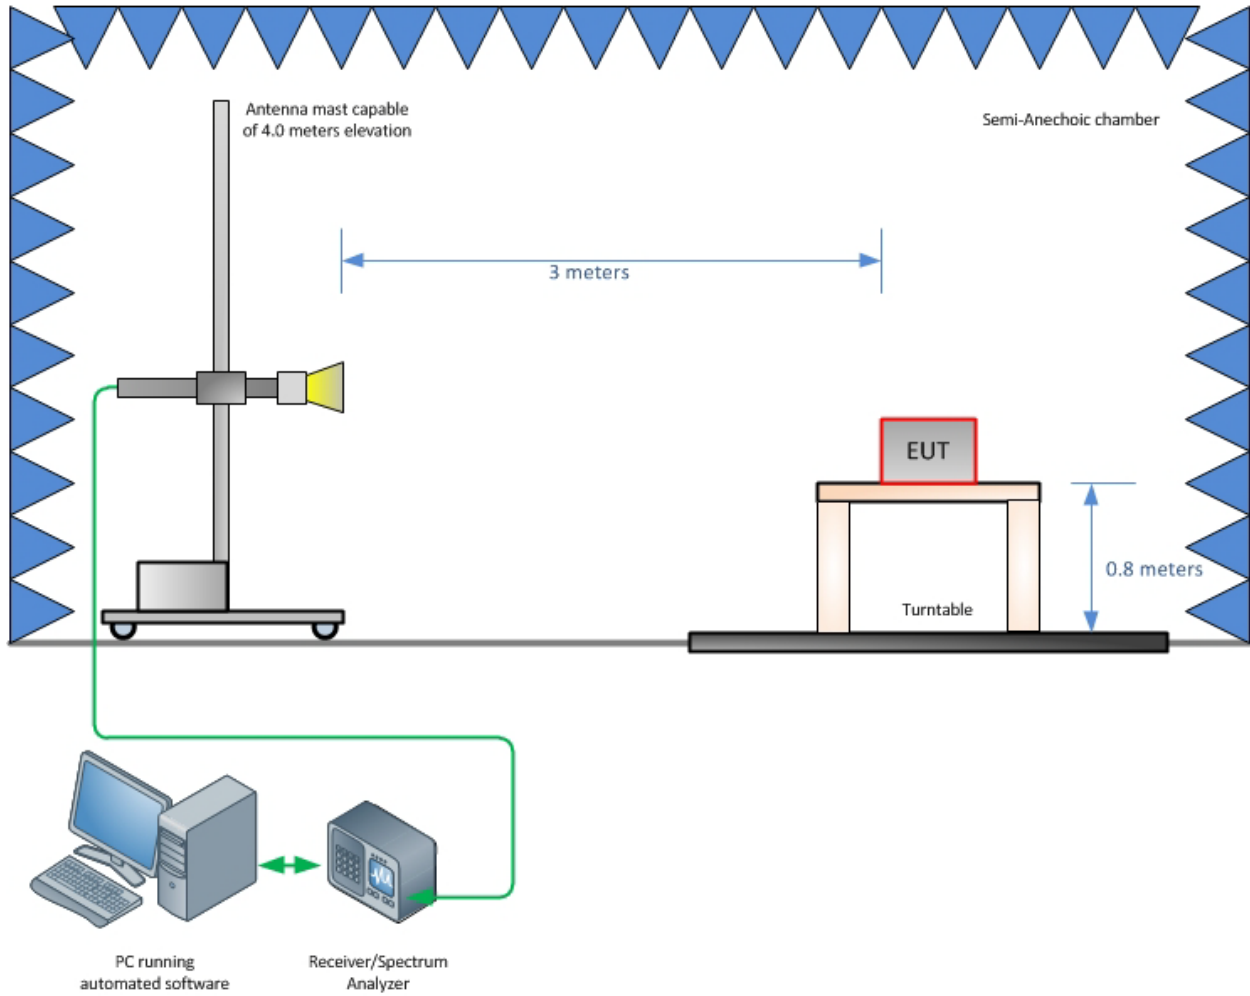 Antenna mast capable
of 4.0 meters elevation
Semi-Anechoic chamber
3 meters
EUT
0.8 meters
Turntable
PC running
automated software
Receiver/Spectrum
Analyzer